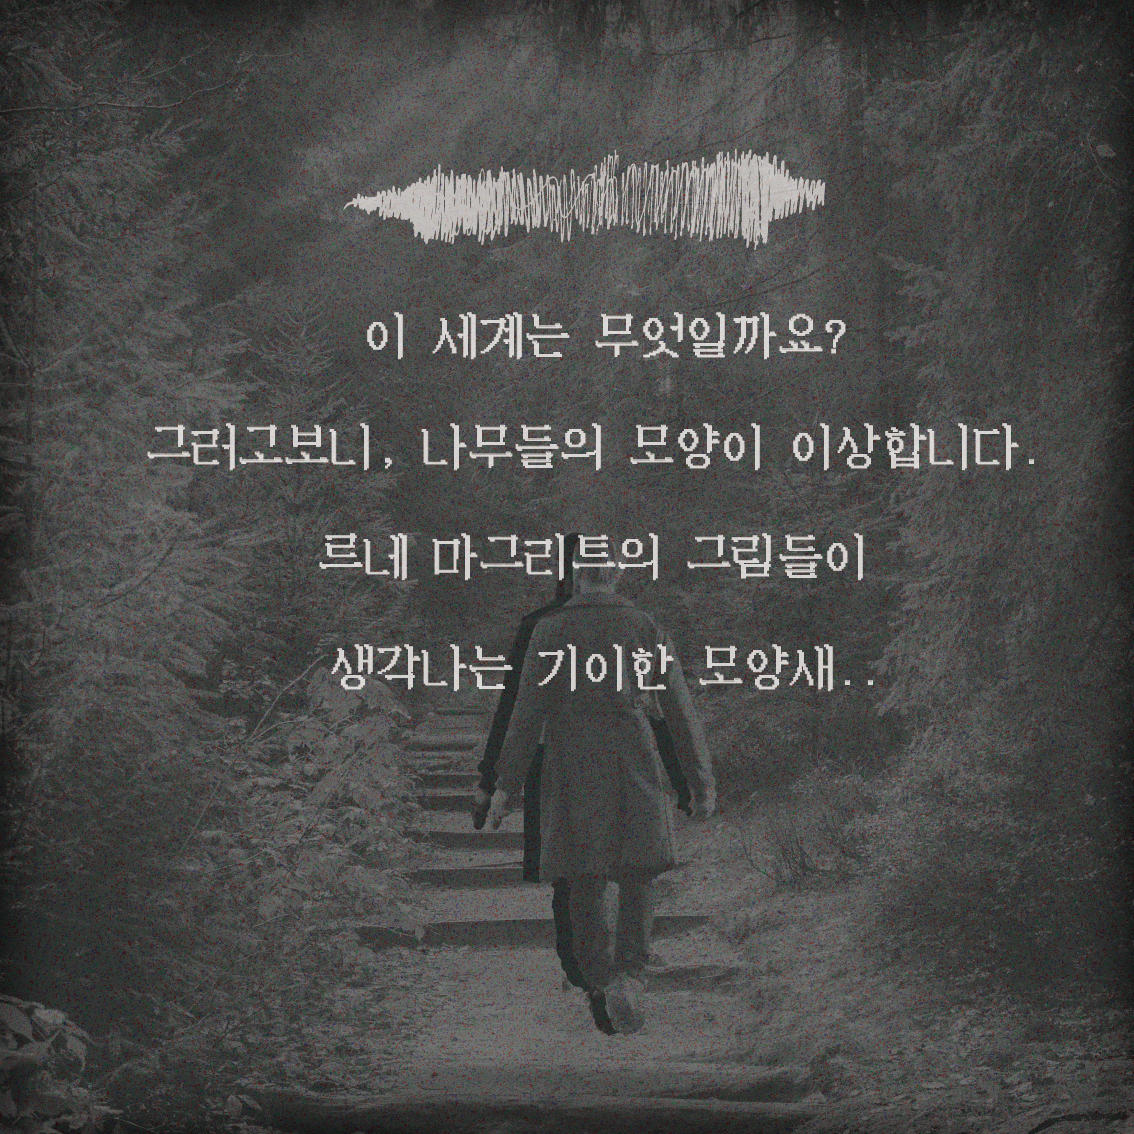 이 세계는 무엇일까요?
그러고보니, 나무들의 모양이 이상합니다.
르네 마그리트의 그림들이
생각나는 기이한 모양새..